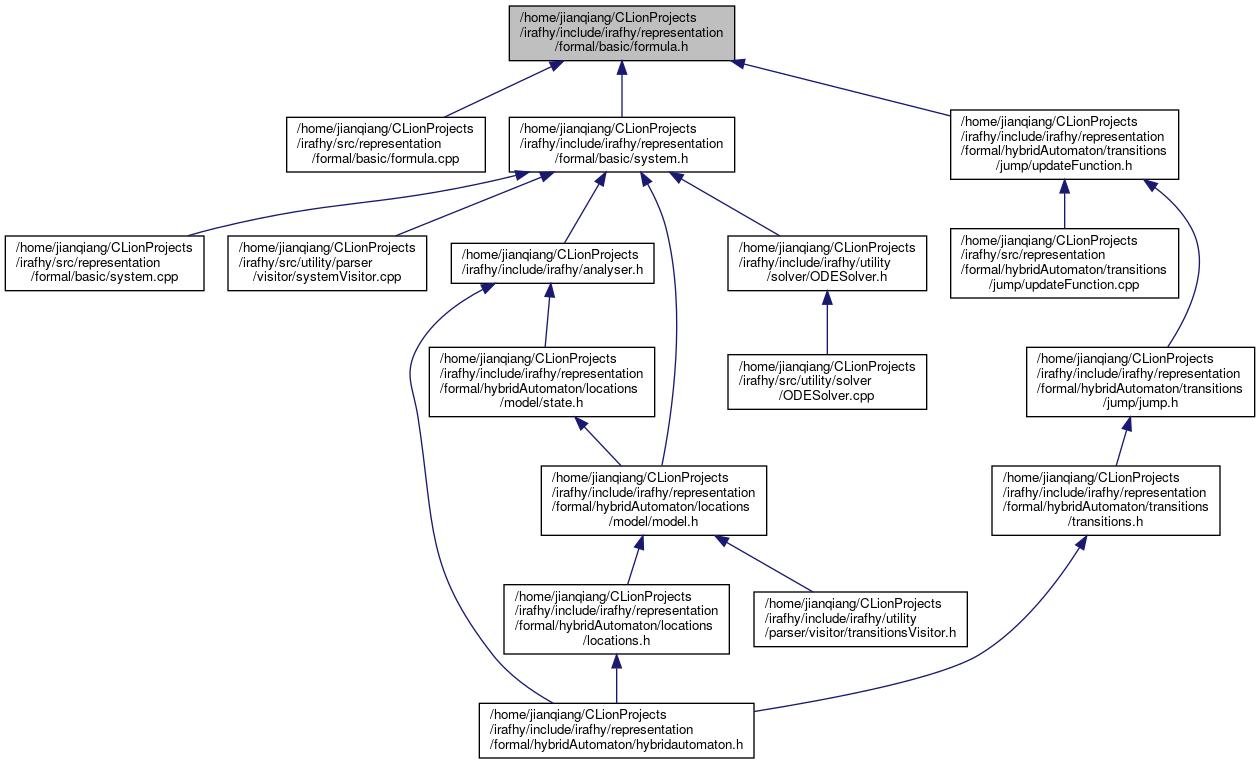 /home/jianqiang/CLionProjects
/irafhy/include/irafhy/representation
/formal/basic/formula.h
/home/jianqiang/CLionProjects
/irafhy/src/representation
/formal/basic/formula.cpp
/home/jianqiang/CLionProjects
/irafhy/include/irafhy/representation
/formal/basic/system.h
/home/jianqiang/CLionProjects
/irafhy/include/irafhy/representation
/formal/hybridAutomaton/transitions
/jump/updateFunction.h
/home/jianqiang/CLionProjects
/irafhy/src/representation
/formal/basic/system.cpp
/home/jianqiang/CLionProjects
/irafhy/src/utility/parser
/visitor/systemVisitor.cpp
/home/jianqiang/CLionProjects
/irafhy/include/irafhy/analyser.h
/home/jianqiang/CLionProjects
/irafhy/include/irafhy/utility
/solver/ODESolver.h
/home/jianqiang/CLionProjects
/irafhy/src/representation
/formal/hybridAutomaton/transitions
/jump/updateFunction.cpp
/home/jianqiang/CLionProjects
/irafhy/include/irafhy/representation
/formal/hybridAutomaton/locations
/model/state.h
/home/jianqiang/CLionProjects
/irafhy/src/utility/solver
/ODESolver.cpp
/home/jianqiang/CLionProjects
/irafhy/include/irafhy/representation
/formal/hybridAutomaton/transitions
/jump/jump.h
/home/jianqiang/CLionProjects
/irafhy/include/irafhy/representation
/formal/hybridAutomaton/locations
/model/model.h
/home/jianqiang/CLionProjects
/irafhy/include/irafhy/representation
/formal/hybridAutomaton/transitions
/transitions.h
/home/jianqiang/CLionProjects
/irafhy/include/irafhy/representation
/formal/hybridAutomaton/locations
/locations.h
/home/jianqiang/CLionProjects
/irafhy/include/irafhy/utility
/parser/visitor/transitionsVisitor.h
/home/jianqiang/CLionProjects
/irafhy/include/irafhy/representation
/formal/hybridAutomaton/hybridautomaton.h